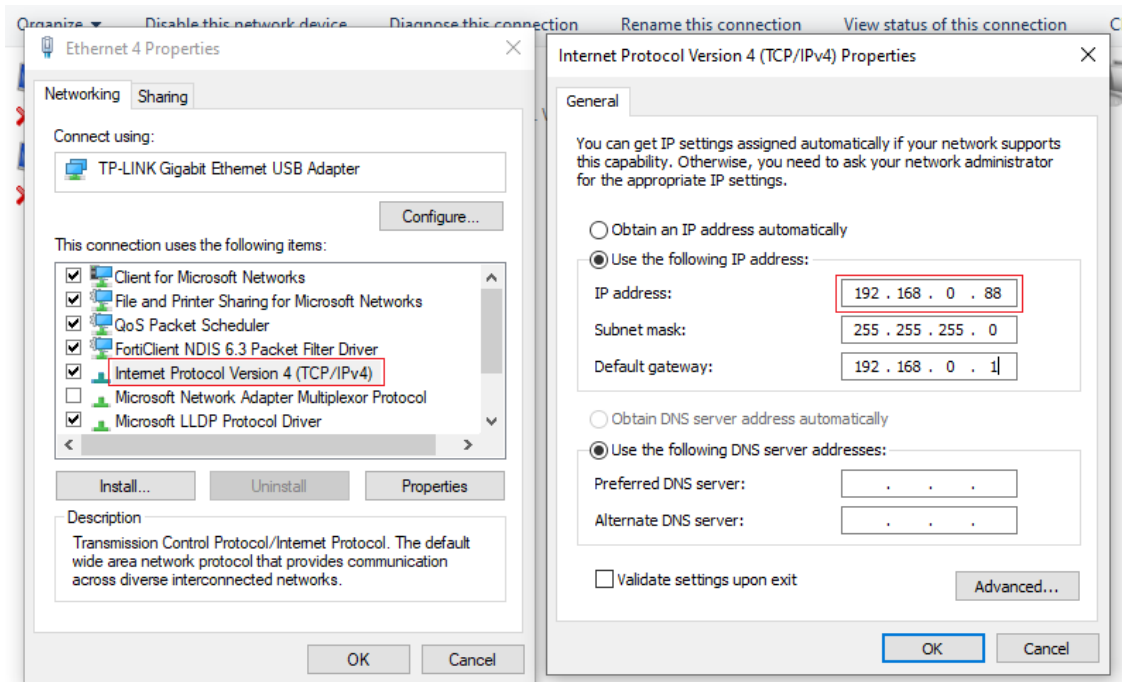 Organize Disable this network device Diagnose this connection Rename this connection View status of this connection C
Ethernet 4 Properties
Networking Sharing
Connect using:
TP-LINK Gigabit Ethernet USB Adapter
Configure...
This connection uses the following items:
Client for Microsoft Networks
File and Printer Sharing for Microsoft Networks
QoS Packet Scheduler
FortiClient NDIS 6.3 Packet Filter Driver
Internet Protocol Version 4 (TCP/IPv4)
Microsoft Network Adapter Multiplexor Protocol
Microsoft LLDP Protocol Driver
Install... Uninstall Properties
Description
Transmission Control Protocol/Internet Protocol. The default
wide area network protocol that provides communication
across diverse interconnected networks.
OK Cancel
Internet Protocol Version 4 (TCP/IPv4) Properties
General
You can get IP settings assigned automatically if your network supports
this capability. Otherwise, you need to ask your network administrator
for the appropriate IP settings.
Obtain an IP address automatically
Use the following IP address:
IP address: 192 . 168 . 0 . 88
Subnet mask: 255 . 255 . 255 . 0
Default gateway: 192 . 168 . 0 . 1
Obtain DNS server address automatically
Use the following DNS server addresses:
Preferred DNS server: . . .
Alternate DNS server: . . .
Validate settings upon exit
Advanced...
OK Cancel